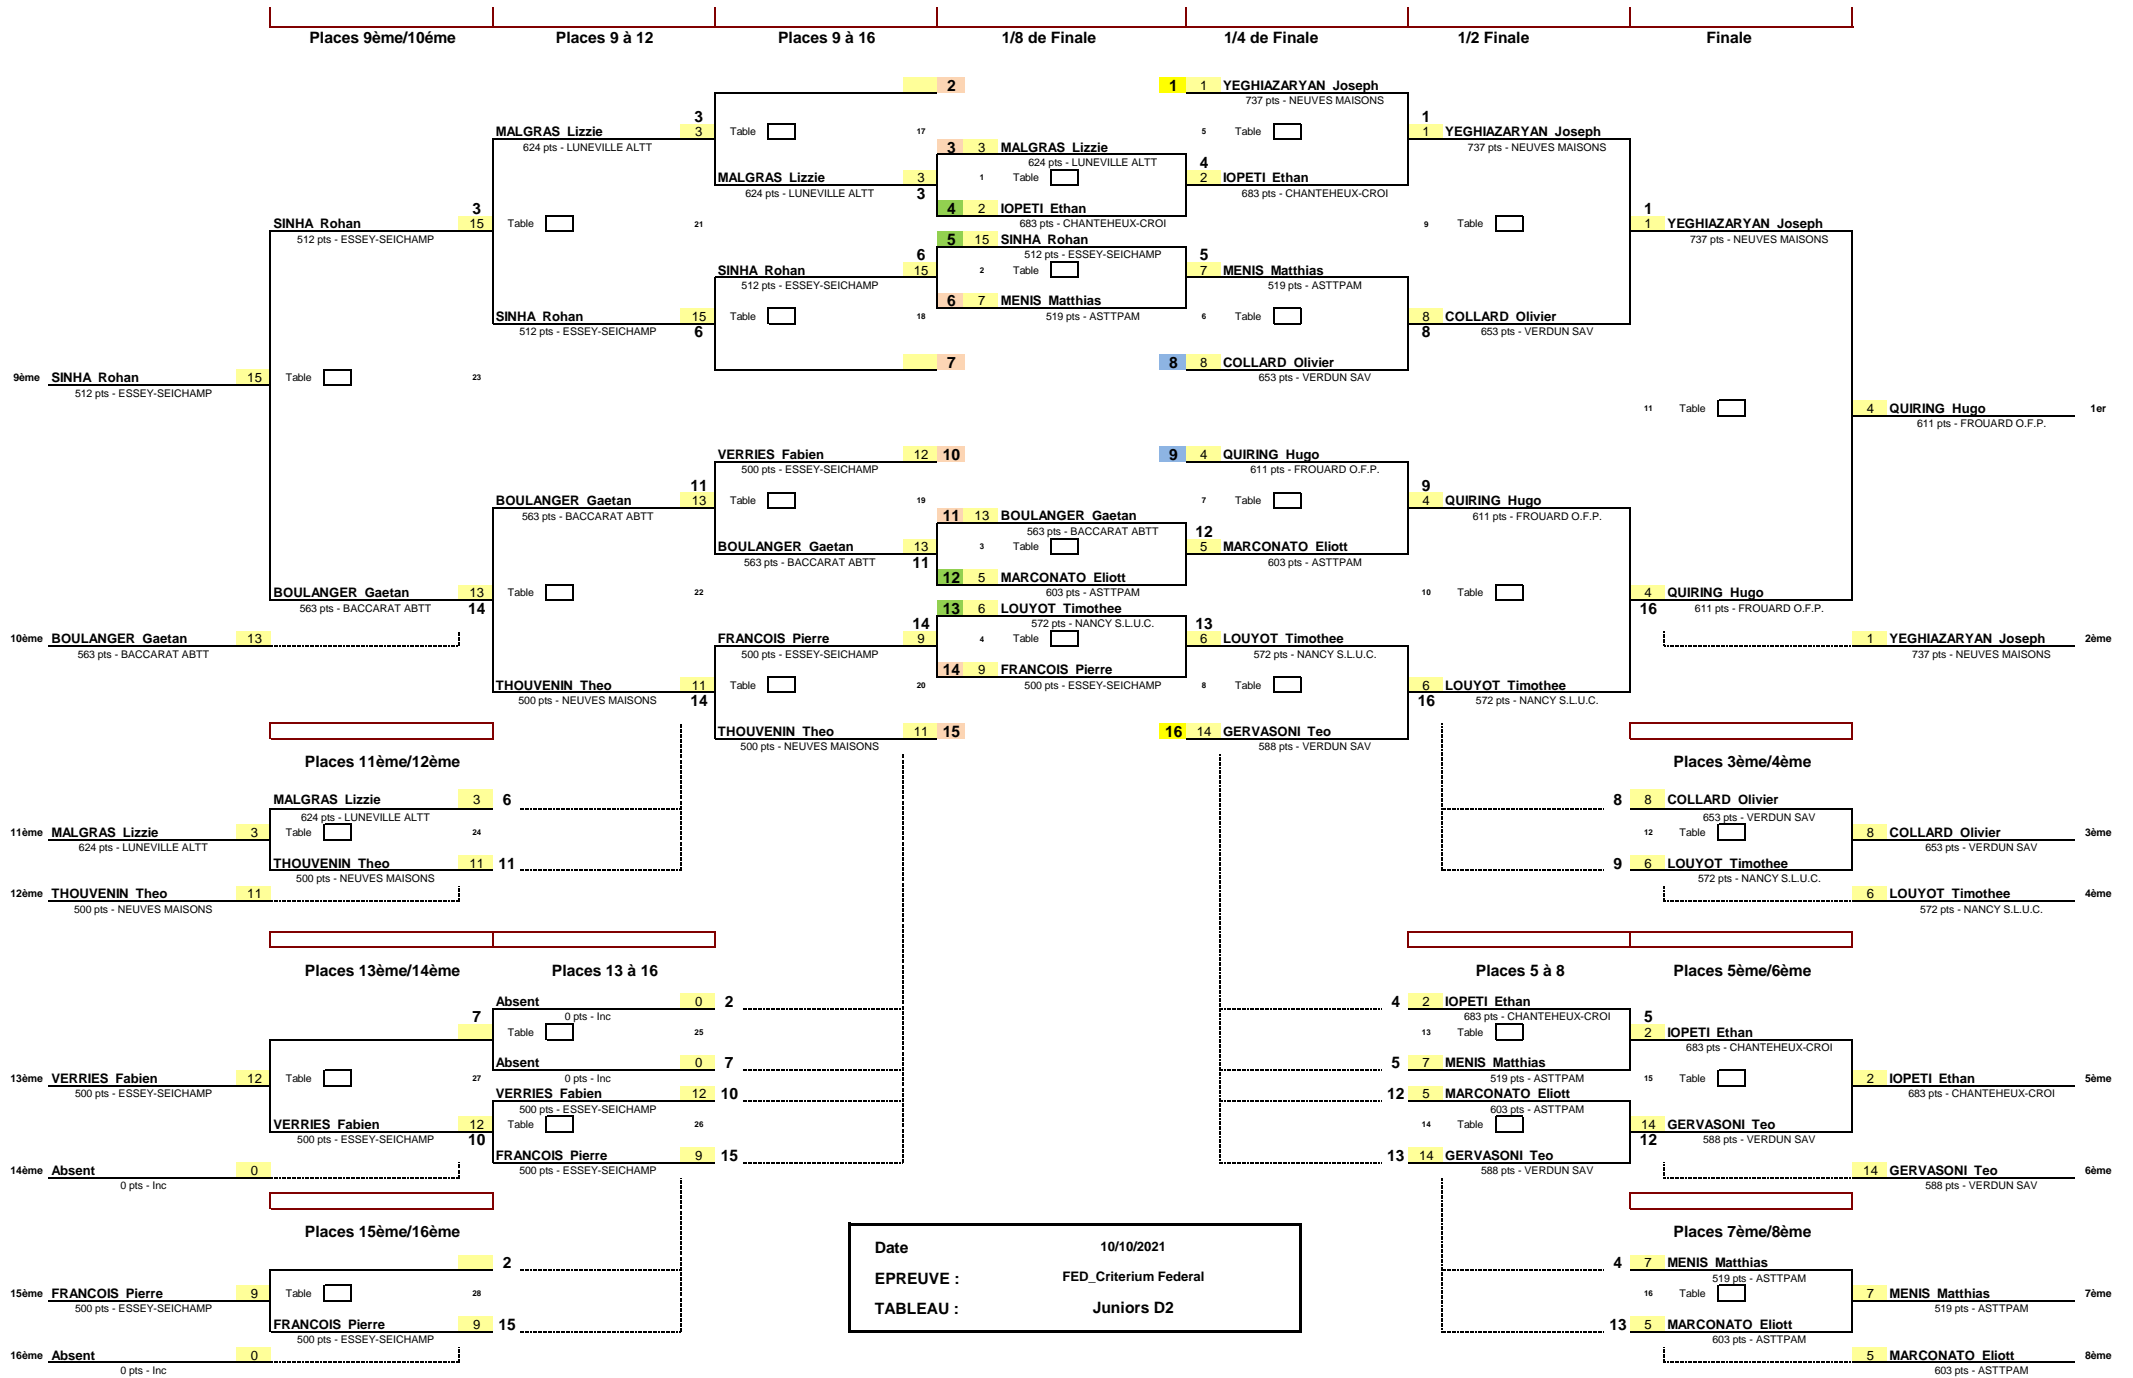 Places 9ème/10éme Places 9 à 12 Places 9 à 16 1/8 de Finale 1/4 de Finale 1/2 Finale Finale
2 1 1 YEGHIAZARYAN Joseph
737 pts - NEUVES MAISONS
3 1
MALGRAS Lizzie 3 Table 17 5 Table 1 YEGHIAZARYAN Joseph
624 pts - LUNEVILLE ALTT 3 3 MALGRAS Lizzie 737 pts - NEUVES MAISONS
624 pts - LUNEVILLE ALTT 4
MALGRAS Lizzie 3 1 Table 2 IOPETI Ethan
624 pts - LUNEVILLE ALTT 3 683 pts - CHANTEHEUX-CROI
3 4 2 IOPETI Ethan 1
SINHA Rohan 15 Table 21 683 pts - CHANTEHEUX-CROI 9 Table 1 YEGHIAZARYAN Joseph
512 pts - ESSEY-SEICHAMP 5 15 SINHA Rohan 737 pts - NEUVES MAISONS
6 512 pts - ESSEY-SEICHAMP 5
SINHA Rohan 15 2 Table 7 MENIS Matthias
512 pts - ESSEY-SEICHAMP 519 pts - ASTTPAM
6 7 MENIS Matthias
SINHA Rohan 15 Table 18 519 pts - ASTTPAM 6 Table 8 COLLARD Olivier
512 pts - ESSEY-SEICHAMP 6 8 653 pts - VERDUN SAV
7 8 8 COLLARD Olivier
9ème SINHA Rohan 15 Table 23 653 pts - VERDUN SAV
512 pts - ESSEY-SEICHAMP
11 Table 4 QUIRING Hugo 1er
611 pts - FROUARD O.F.P.
VERRIES Fabien 12 10 9 4 QUIRING Hugo
500 pts - ESSEY-SEICHAMP 611 pts - FROUARD O.F.P.
11 9
BOULANGER Gaetan 13 Table 19 7 Table 4 QUIRING Hugo
563 pts - BACCARAT ABTT 11 13 BOULANGER Gaetan 611 pts - FROUARD O.F.P.
563 pts - BACCARAT ABTT 12
BOULANGER Gaetan 13 3 Table 5 MARCONATO Eliott
563 pts - BACCARAT ABTT 11 603 pts - ASTTPAM
12 5 MARCONATO Eliott
BOULANGER Gaetan 13 Table 22 603 pts - ASTTPAM 10 Table 4 QUIRING Hugo
563 pts - BACCARAT ABTT 14 13 6 LOUYOT Timothee 16 611 pts - FROUARD O.F.P.
14 572 pts - NANCY S.L.U.C. 13
10ème BOULANGER Gaetan 13 FRANCOIS Pierre 9 4 Table 6 LOUYOT Timothee 1 YEGHIAZARYAN Joseph 2ème
563 pts - BACCARAT ABTT 500 pts - ESSEY-SEICHAMP 572 pts - NANCY S.L.U.C. 737 pts - NEUVES MAISONS
14 9 FRANCOIS Pierre
THOUVENIN Theo 11 Table 20 500 pts - ESSEY-SEICHAMP 8 Table 6 LOUYOT Timothee
500 pts - NEUVES MAISONS 14 16 572 pts - NANCY S.L.U.C.
THOUVENIN Theo 11 15 16 14 GERVASONI Teo
500 pts - NEUVES MAISONS 588 pts - VERDUN SAV
Places 11ème/12ème Places 3ème/4ème
MALGRAS Lizzie 3 6 8 8 COLLARD Olivier
624 pts - LUNEVILLE ALTT 653 pts - VERDUN SAV
11ème MALGRAS Lizzie 3 Table 24 12 Table 8 COLLARD Olivier 3ème
624 pts - LUNEVILLE ALTT 653 pts - VERDUN SAV
THOUVENIN Theo 11 11 9 6 LOUYOT Timothee
500 pts - NEUVES MAISONS 572 pts - NANCY S.L.U.C.
12ème THOUVENIN Theo 11 6 LOUYOT Timothee 4ème
500 pts - NEUVES MAISONS 572 pts - NANCY S.L.U.C.
Places 13ème/14ème Places 13 à 16 Places 5 à 8 Places 5ème/6ème
Absent 0 2 4 2 IOPETI Ethan
7 0 pts - Inc 683 pts - CHANTEHEUX-CROI 5
Table 25 13 Table 2 IOPETI Ethan
683 pts - CHANTEHEUX-CROI
Absent 0 7 5 7 MENIS Matthias
13ème VERRIES Fabien 12 Table 27 0 pts - Inc 519 pts - ASTTPAM 15 Table 2 IOPETI Ethan 5ème
500 pts - ESSEY-SEICHAMP VERRIES Fabien 12 10 12 5 MARCONATO Eliott 683 pts - CHANTEHEUX-CROI
500 pts - ESSEY-SEICHAMP 603 pts - ASTTPAM
VERRIES Fabien 12 Table 26 14 Table 14 GERVASONI Teo
500 pts - ESSEY-SEICHAMP 10 12 588 pts - VERDUN SAV
FRANCOIS Pierre 9 15 13 14 GERVASONI Teo
14ème Absent 0 500 pts - ESSEY-SEICHAMP 588 pts - VERDUN SAV 14 GERVASONI Teo 6ème
0 pts - Inc 588 pts - VERDUN SAV
Places 15ème/16ème Places 7ème/8ème
Date 10/10/2021
2 4 7 MENIS Matthias
EPREUVE : FED_Criterium Federal 519 pts - ASTTPAM
15ème FRANCOIS Pierre 9 Table 28 16 Table 7 MENIS Matthias 7ème
500 pts - ESSEY-SEICHAMP TABLEAU : Juniors D2 519 pts - ASTTPAM
FRANCOIS Pierre 9 15 13 5 MARCONATO Eliott
500 pts - ESSEY-SEICHAMP 603 pts - ASTTPAM
16ème Absent 0 5 MARCONATO Eliott 8ème
0 pts - Inc 603 pts - ASTTPAM